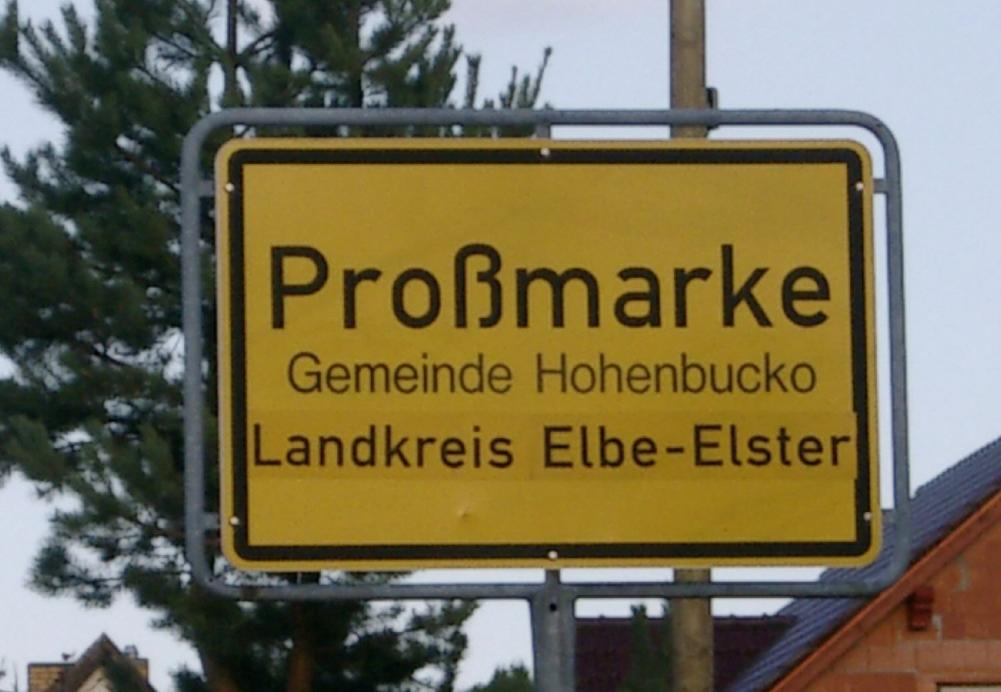 Proßmarke
Gemeinde Hohenbucko
Landkreis Elbe-Elster